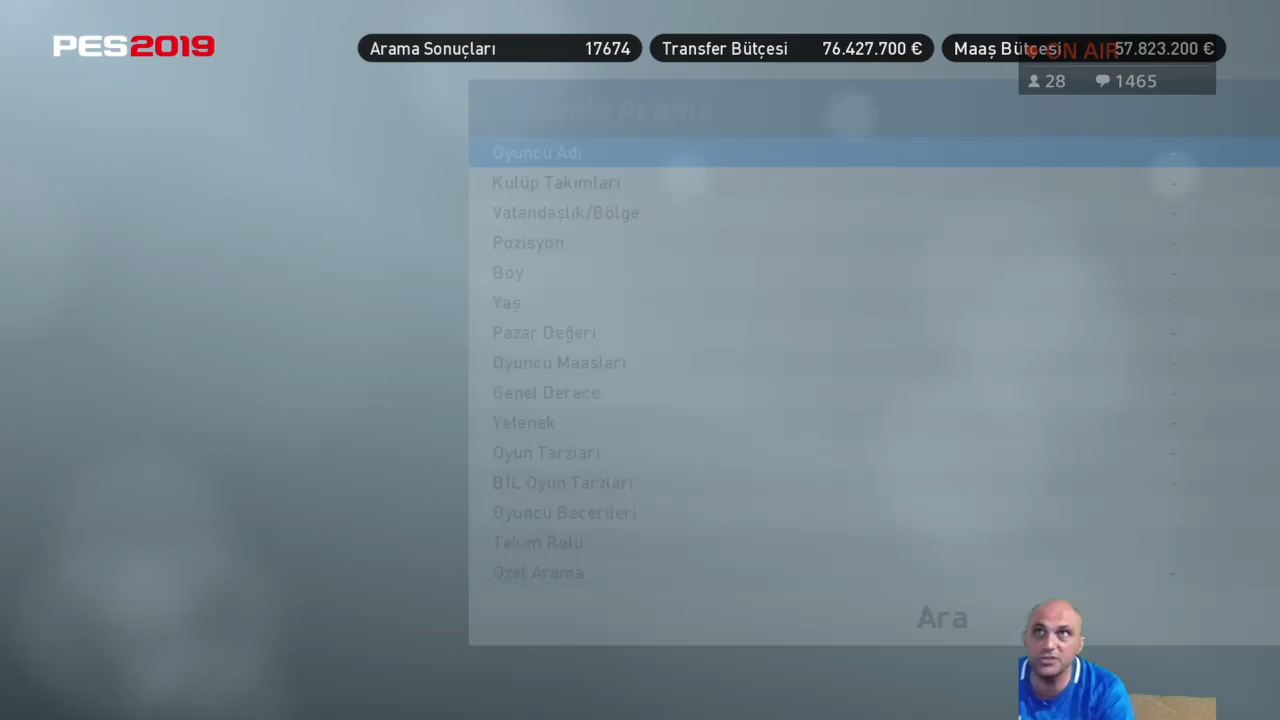 PES2019
Arama Sonuçları 17674
Transfer Bütçesi 76.427.700 €
Maaş Bütçesi 57.823.200 €
ON AIR
28 1465
Arama
Oyuncu Adı -
Kulüp Takımları -
Vatandaşlık/Bölge -
Pozisyon -
Boy -
Yaş -
Pazar Değeri -
Oyuncu Maaşları -
Genel Derece -
Yetenek -
Oyun Tarzları -
BİL Oyun Tarzları -
Oyuncu Becerileri -
Takım Rolü -
Özel Arama -
Ara